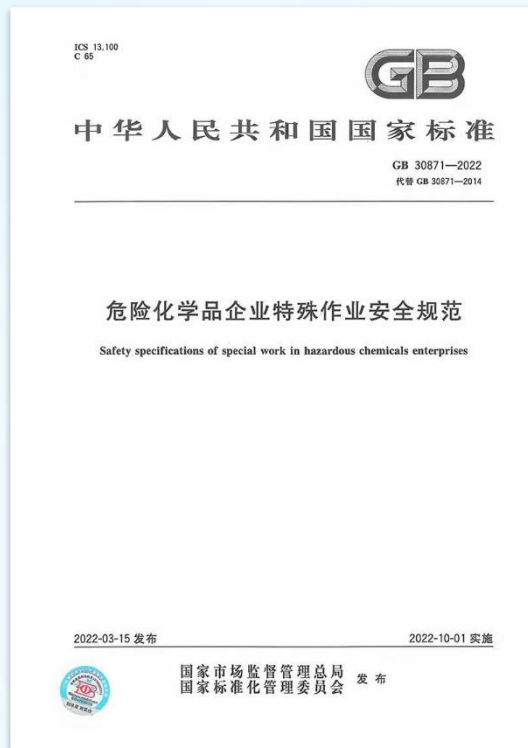 ICS 13.100
C 65
GB
中华人民共和国国家标准
GB 30871—2022
代替 GB 30871—2014
危险化学品企业特殊作业安全规范
Safety specifications of special work in hazardous chemicals enterprises
2022-03-15 发布
2022-10-01 实施
国家市场监督管理总局
国家标准化管理委员会
发布